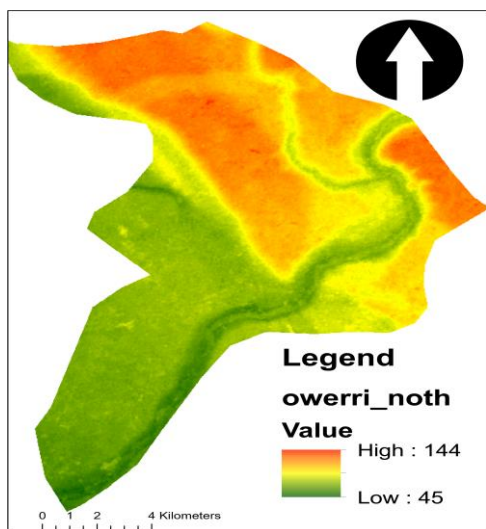 Legend
owerri_noth
Value
High : 144
Low : 45
0 1 2 4 Kilometers